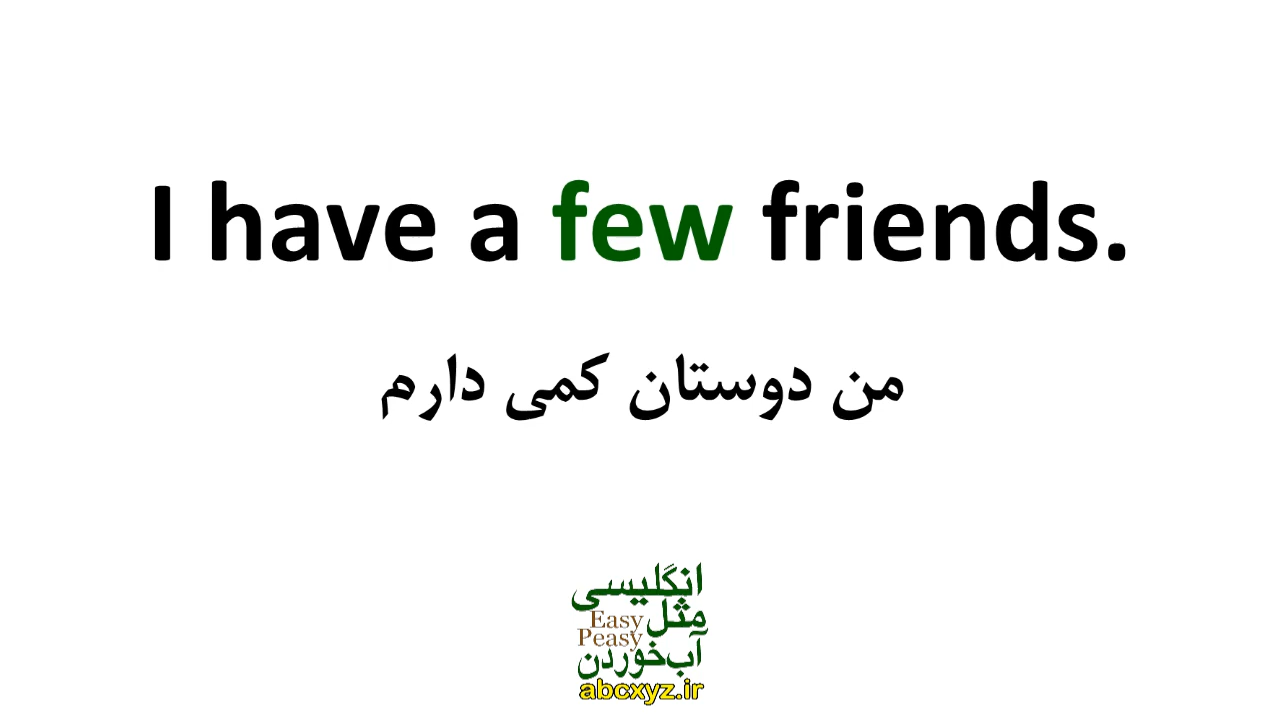 I have a few friends.
من دوستان کمی دارم
انگلیسی
مثل
Easy
Peasy
آب‌خوردن
abcxyz.ir